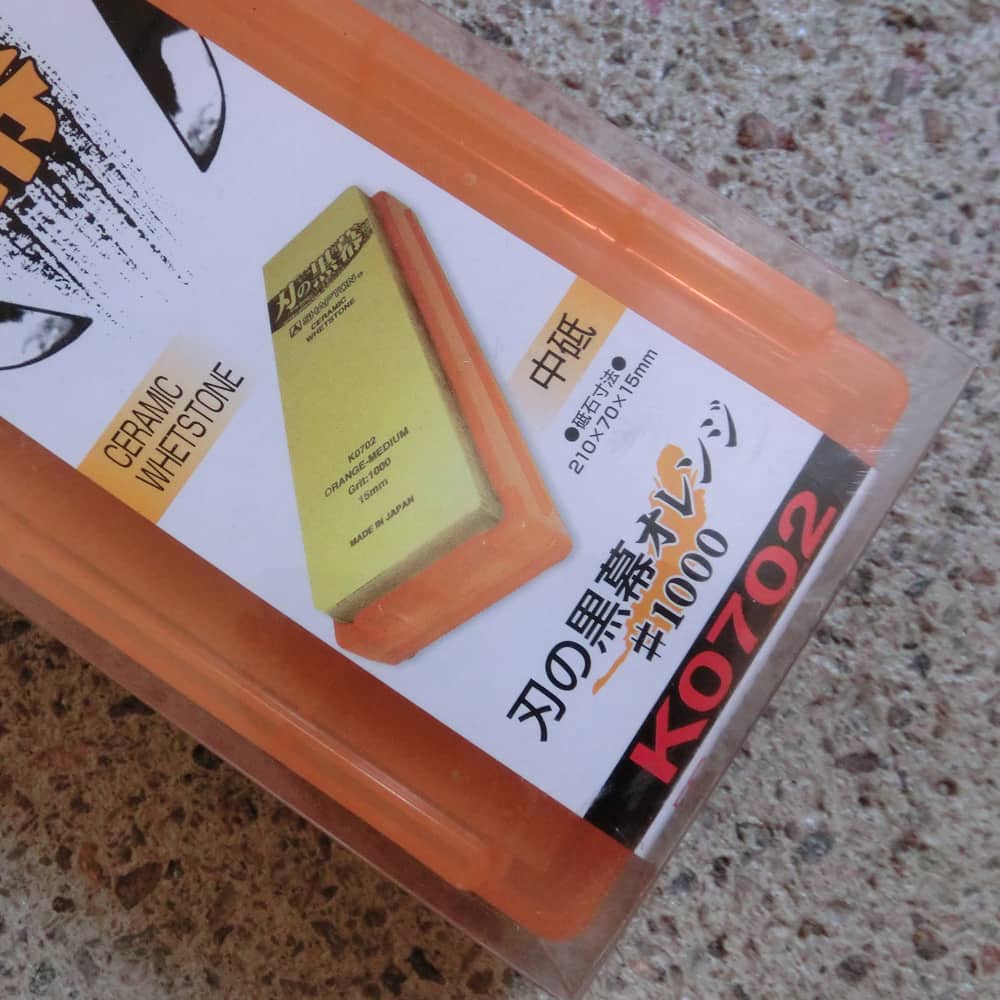 CERAMIC
WHETSTONE
刃の黒幕
CERAMIC
WHETSTONE
K0702
ORANGE-MEDIUM
Grit:1000
15mm
MADE IN JAPAN
中砥
●砥石寸法●
210×70×15mm
刃の黒幕オレンジ
#1000
K0702